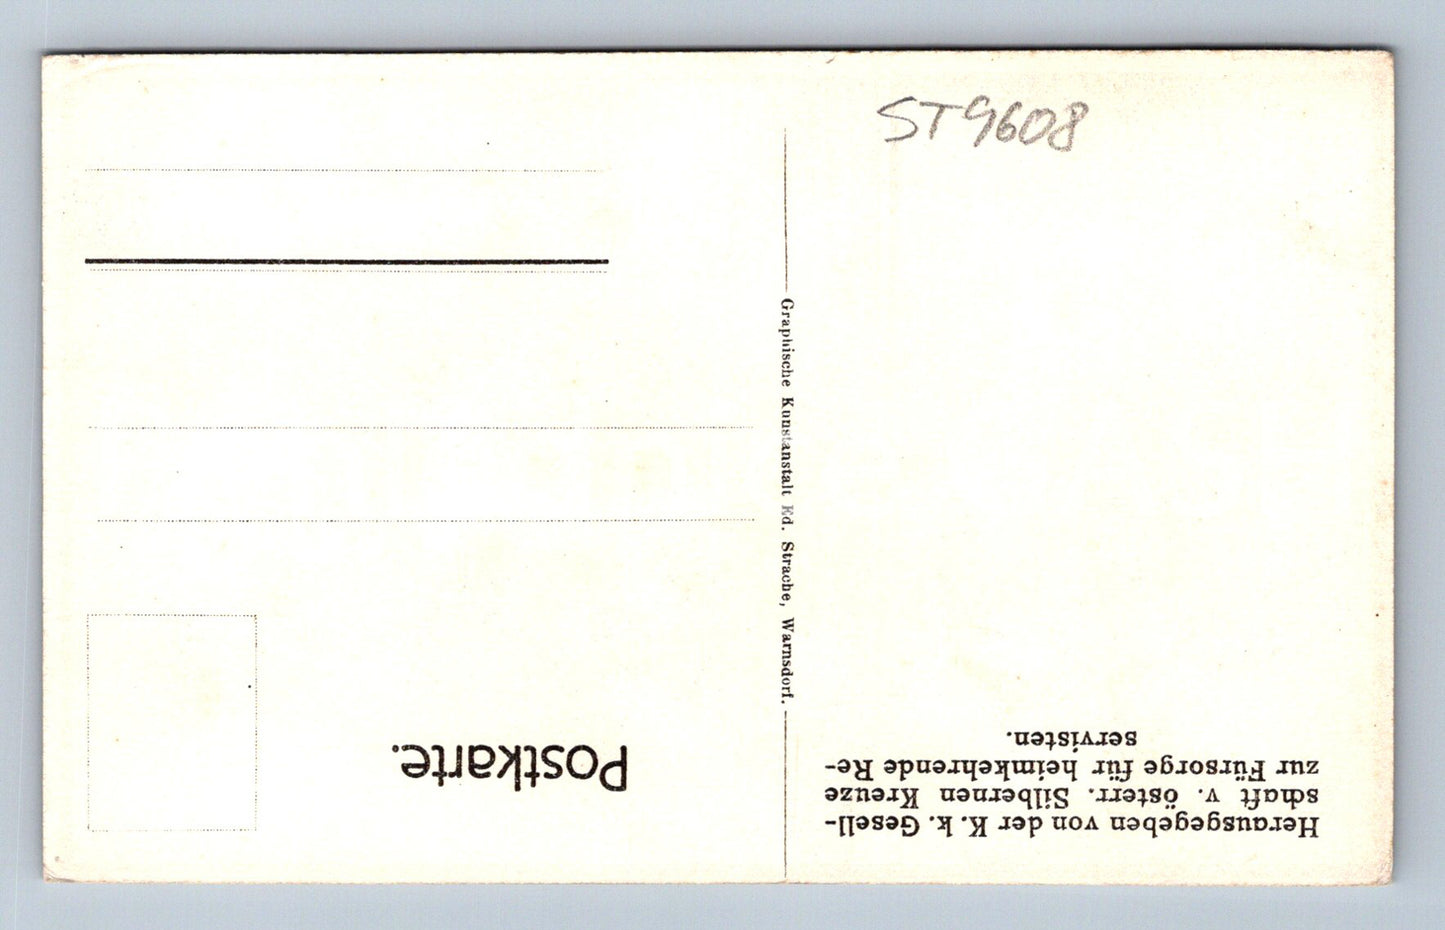 ST9608
Herausgegeben von der K. k. Gesell-
schaft v. österr. Silbernen Kreuze
zur Fürsorge für heimkehrende Re-
servisten.
Postkarte.
Graphische Kunstanstalt Ed. Strache, Warnsdorf.